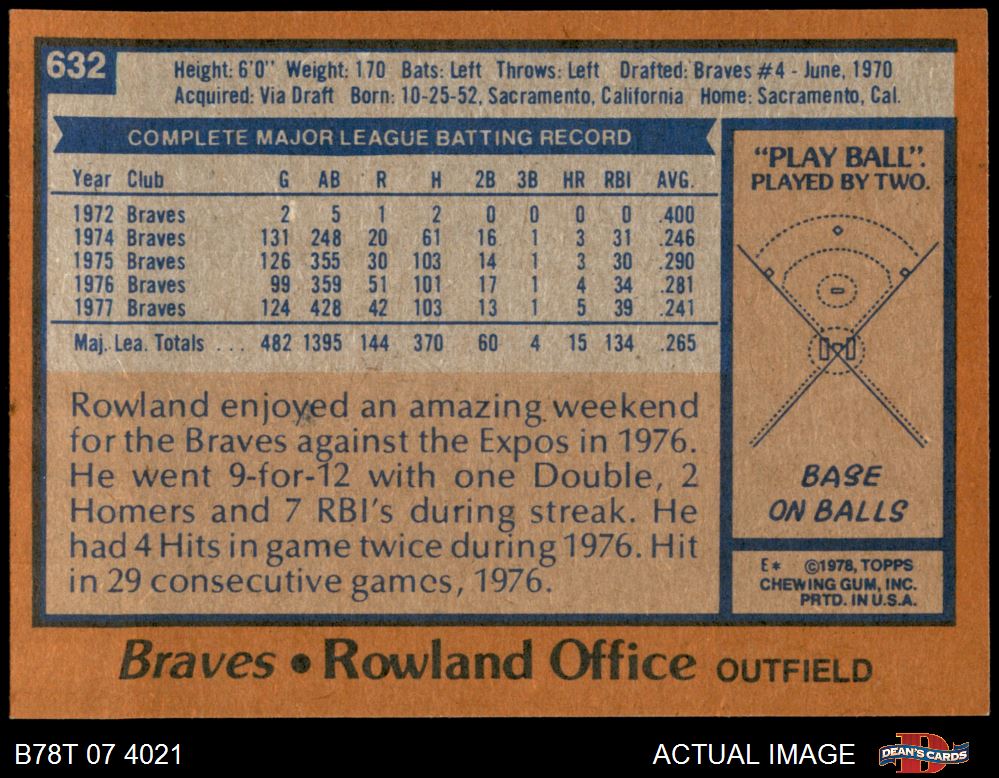 632
Height: 6'0" Weight: 170 Bats: Left Throws: Left Drafted: Braves #4 - June, 1970
Acquired: Via Draft Born: 10-25-52, Sacramento, California Home: Sacramento, Cal.
COMPLETE MAJOR LEAGUE BATTING RECORD
Year Club G AB R H 2B 3B HR RBI AVG.
1972 Braves 2 5 1 2 0 0 0 0 .400
1974 Braves 131 248 20 61 16 1 3 31 .246
1975 Braves 126 355 30 103 14 1 3 30 .290
1976 Braves 99 359 51 101 17 1 4 34 .281
1977 Braves 124 428 42 103 13 1 5 39 .241
Maj. Lea. Totals ... 482 1395 144 370 60 4 15 134 .265
Rowland enjoyed an amazing weekend
for the Braves against the Expos in 1976.
He went 9-for-12 with one Double, 2
Homers and 7 RBI's during streak. He
had 4 Hits in game twice during 1976. Hit
in 29 consecutive games, 1976.
"PLAY BALL".
PLAYED BY TWO.
BASE
ON BALLS
E* ©1978, TOPPS
CHEWING GUM, INC.
PRTD. IN U.S.A.
Braves • Rowland Office OUTFIELD
B78T 07 4021
ACTUAL IMAGE
DEAN'S CARDS